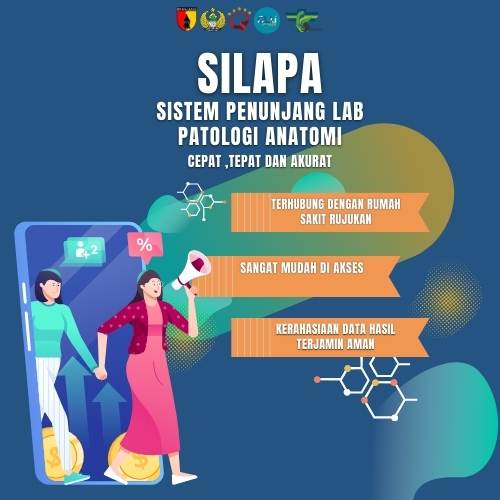 SILAPA
SISTEM PENUNJANG LAB
PATOLOGI ANATOMI
CEPAT ,TEPAT DAN AKURAT
TERHUBUNG DENGAN RUMAH
SAKIT RUJUKAN
SANGAT MUDAH DI AKSES
KERAHASIAAN DATA HASIL
TERJAMIN AMAN
2
%
$
$